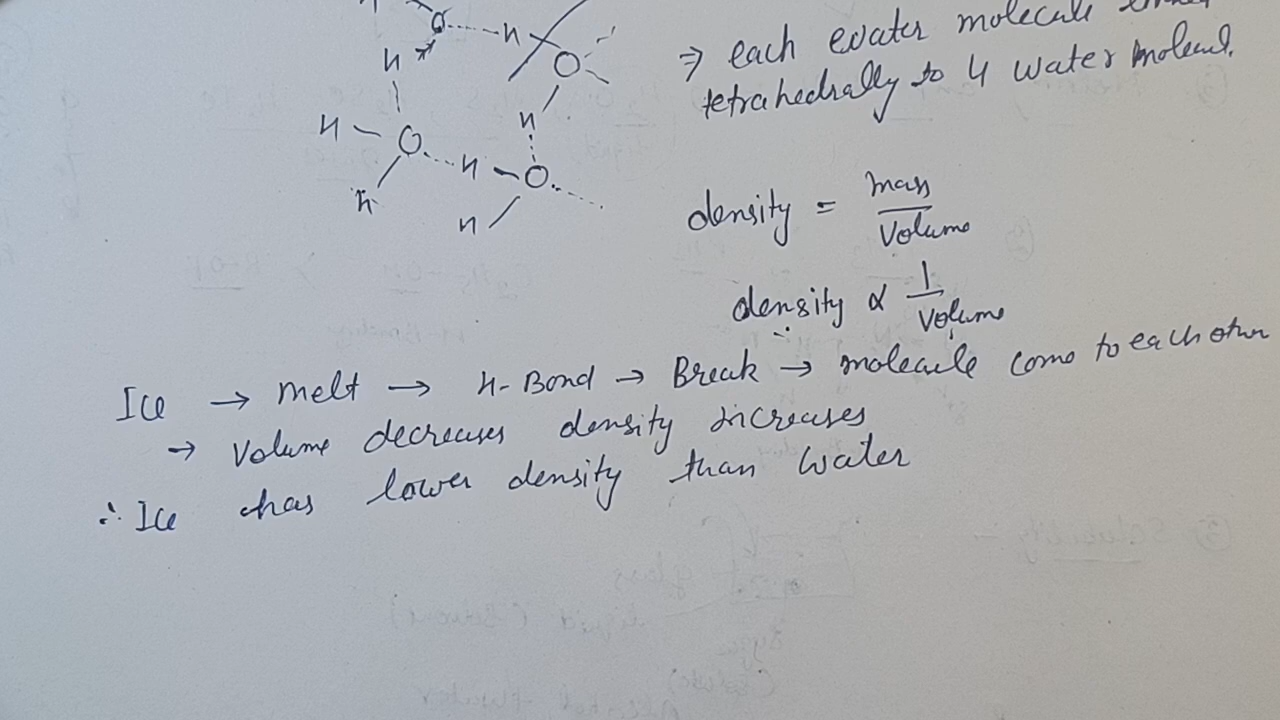 O H
H O
⇒ each water molecule
tetrahedrally to 4 water molecul.
H
H O H O
H H
density = mass / Volume
density ∝ 1 / Volume
Ice → melt → H-Bond → Break → molecule come to each other
→ Volume decreases density increases
∴ Ice has lower density than water